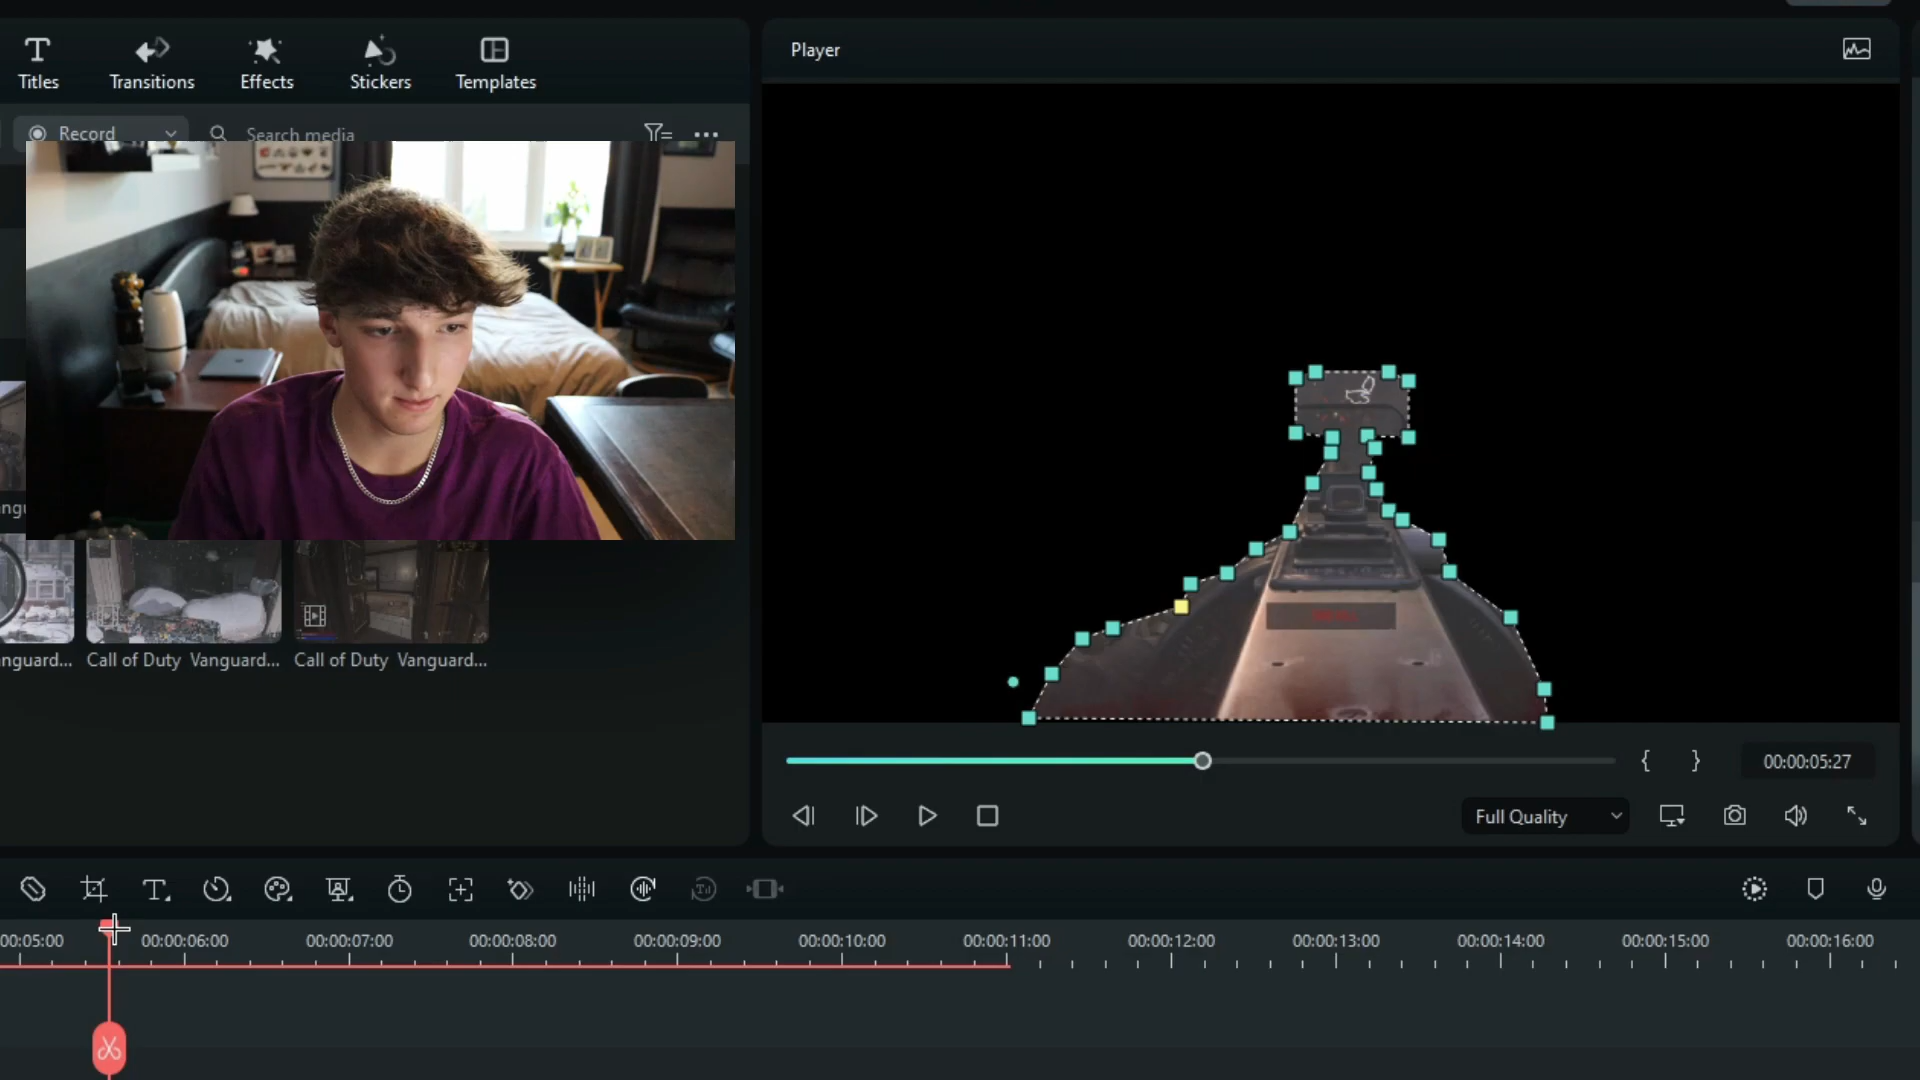 Titles
Transitions
Effects
Stickers
Templates
Player
Record
Search media
nguard...
Call of Duty Vanguard...
Call of Duty Vanguard...
00:00:05:27
Full Quality
00:05:00
00:00:06:00
00:00:07:00
00:00:08:00
00:00:09:00
00:00:10:00
00:00:11:00
00:00:12:00
00:00:13:00
00:00:14:00
00:00:15:00
00:00:16:00